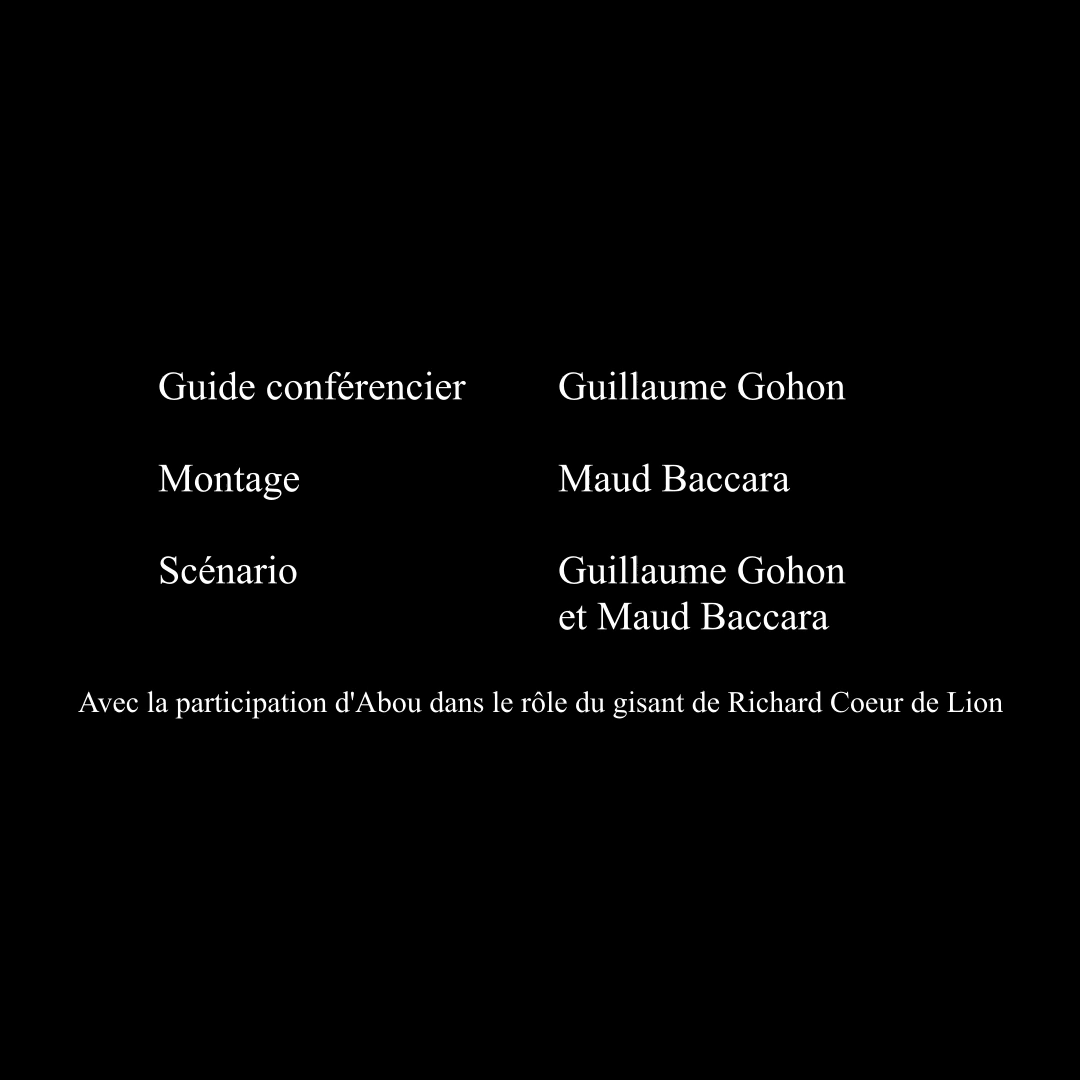 Guide conférencier Guillaume Gohon
Montage Maud Baccara
Scénario Guillaume Gohon
et Maud Baccara
Avec la participation d'Abou dans le rôle du gisant de Richard Coeur de Lion